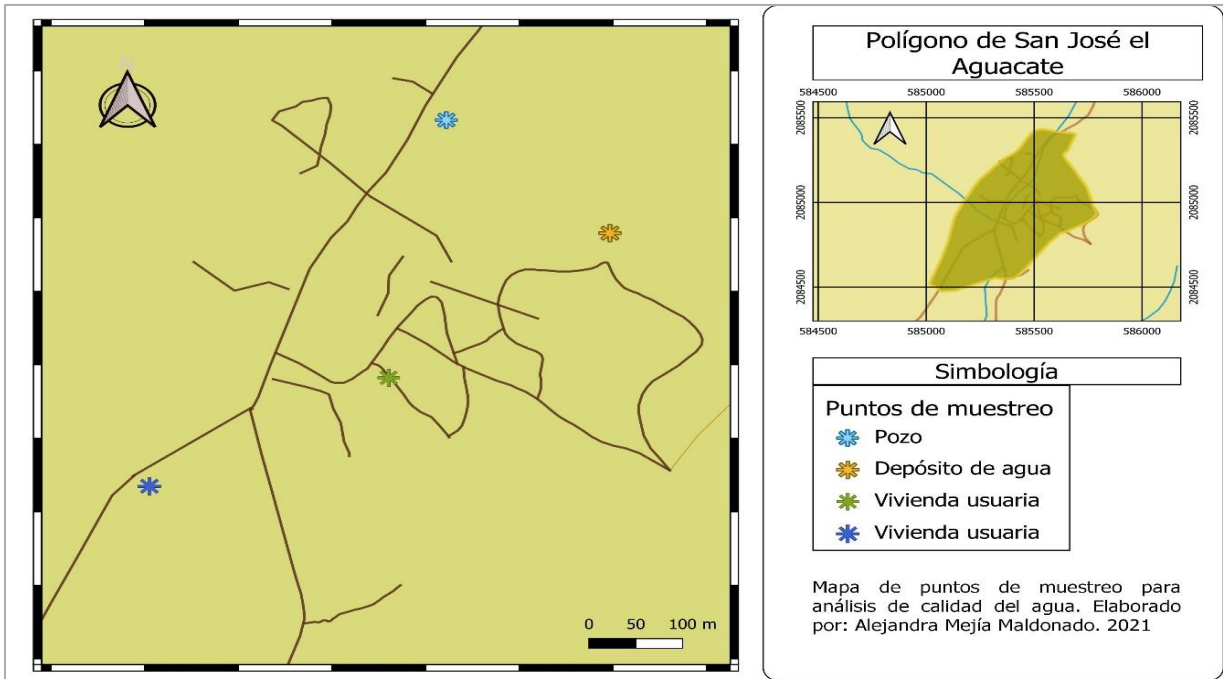 N
0 50 100 m
Polígono de San José el
Aguacate
584500 585000 585500 586000
2085500 2085500
2085000 2085000
2084500 2084500
584500 585000 585500 586000
Simbología
Puntos de muestreo
Pozo
Depósito de agua
Vivienda usuaria
Vivienda usuaria
Mapa de puntos de muestreo para
análisis de calidad del agua. Elaborado
por: Alejandra Mejía Maldonado. 2021